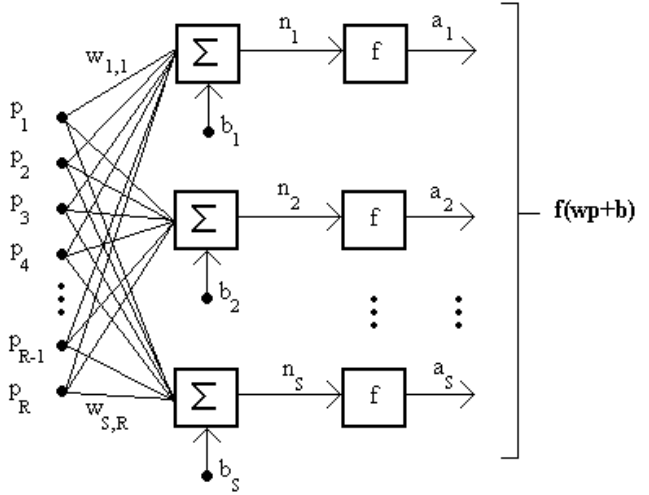 w1,1
Σ
n1
f
a1
p1
b1
p2
p3
Σ
n2
f
a2
f(wp+b)
p4
b2
pR-1
Σ
nS
f
aS
pR
wS,R
bS